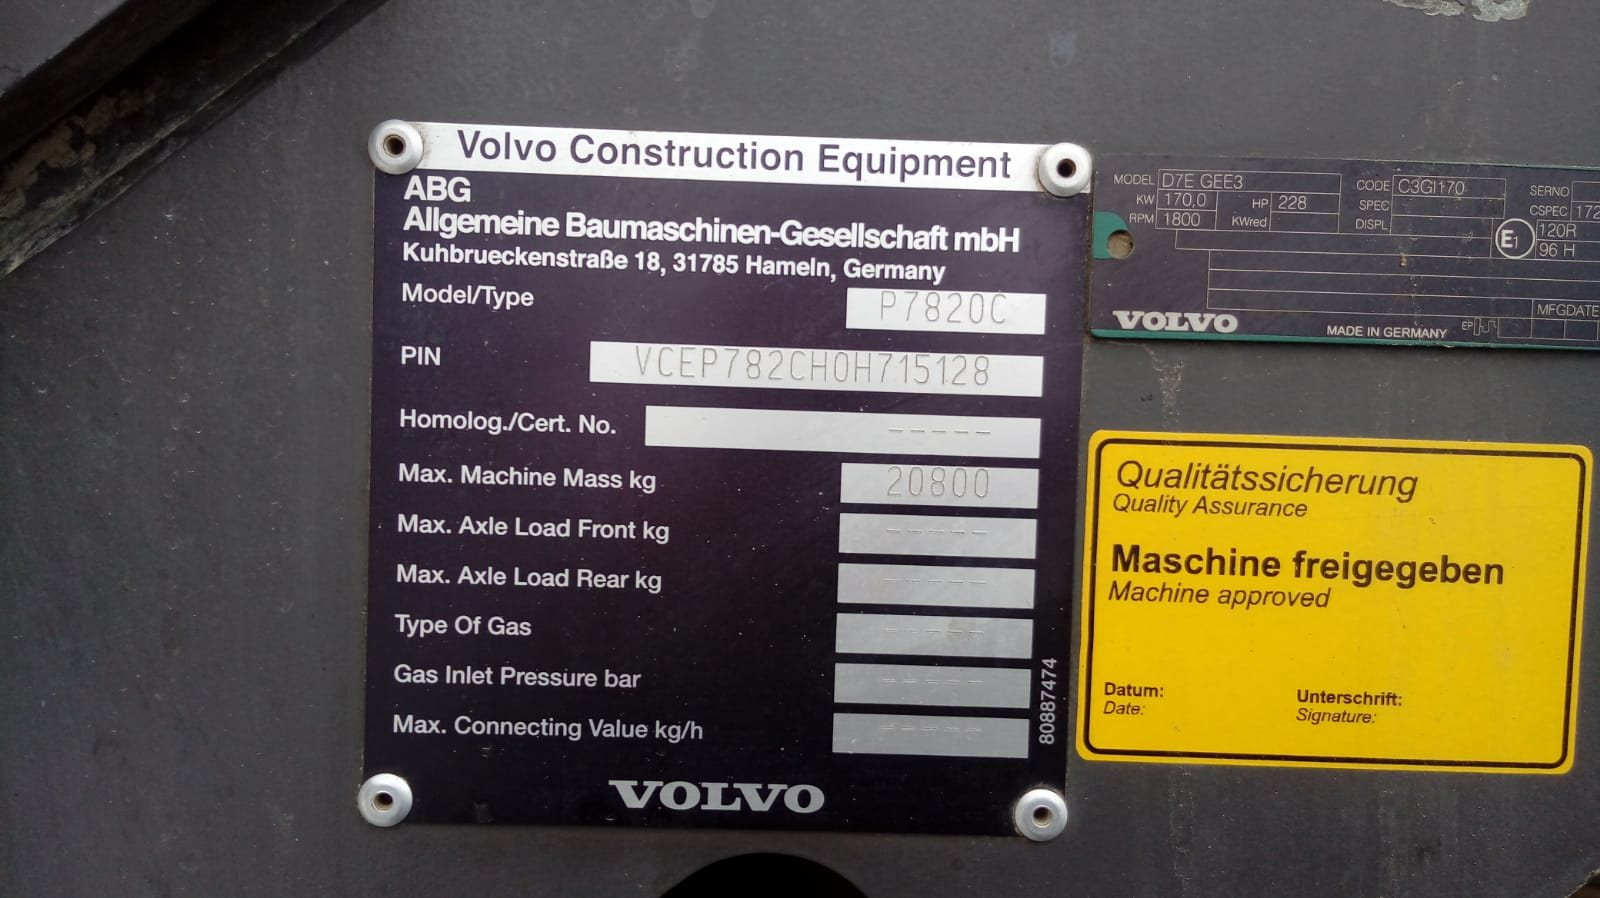 Volvo Construction Equipment
ABG
Allgemeine Baumaschinen-Gesellschaft mbH
Kuhbrueckenstraße 18, 31785 Hameln, Germany
Model/Type P7820C
PIN VCEP782CH0H715128
Homolog./Cert. No. -----
Max. Machine Mass kg 20800
Max. Axle Load Front kg -----
Max. Axle Load Rear kg -----
Type Of Gas -----
Gas Inlet Pressure bar -----
Max. Connecting Value kg/h -----
80887474
VOLVO
MODEL D7E GEE3 CODE C3GI170 SERNO
KW 170,0 HP 228 SPEC CSPEC 172
RPM 1800 KWred DISPL E1 120R
96 H
MFGDATE
VOLVO MADE IN GERMANY EP
Qualitätssicherung
Quality Assurance
Maschine freigegeben
Machine approved
Datum: Unterschrift:
Date: Signature: